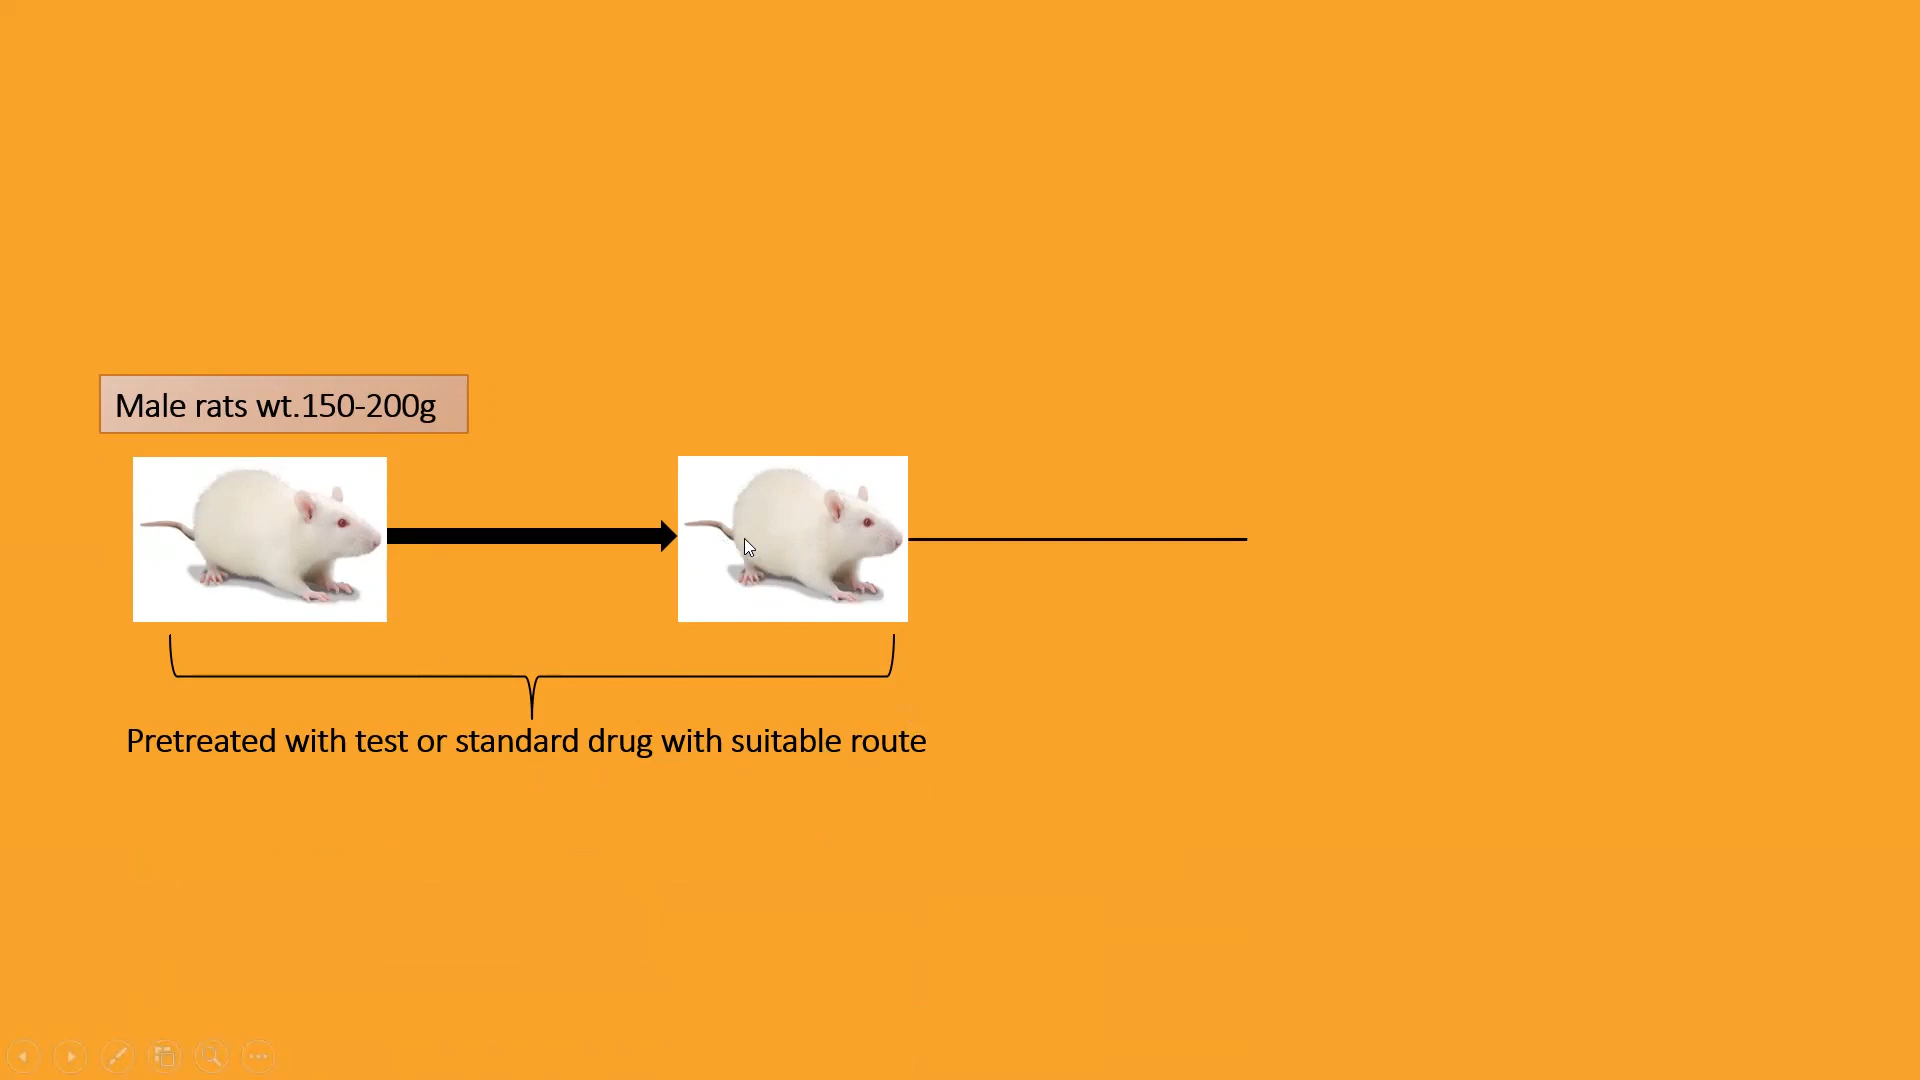 Male rats wt.150-200g
Pretreated with test or standard drug with suitable route